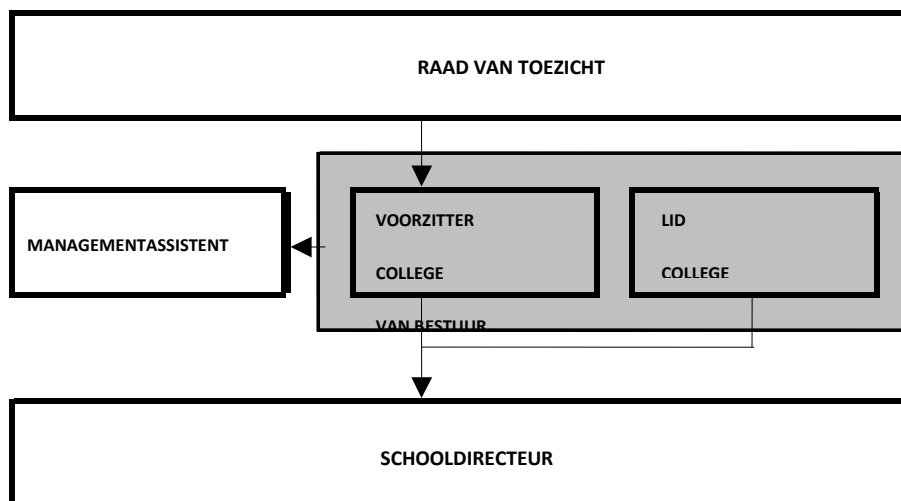 RAAD VAN TOEZICHT
MANAGEMENTASSISTENT
VOORZITTER
COLLEGE
VAN BESTUUR
LID
COLLEGE
SCHOOLDIRECTEUR